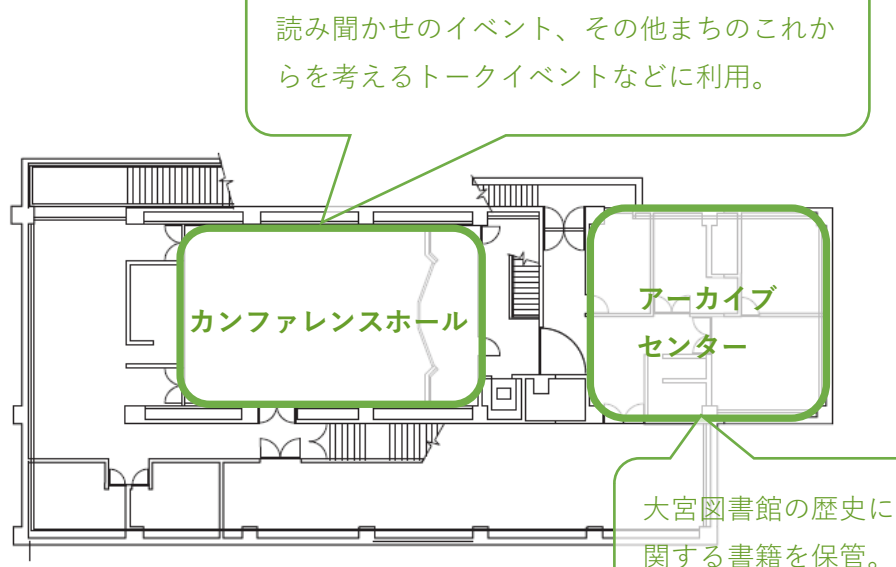 読み聞かせのイベント、その他まちのこれか
らを考えるトークイベントなどに利用。
カンファレンスホール
アーカイブ
センター
大宮図書館の歴史に
関する書籍を保管。